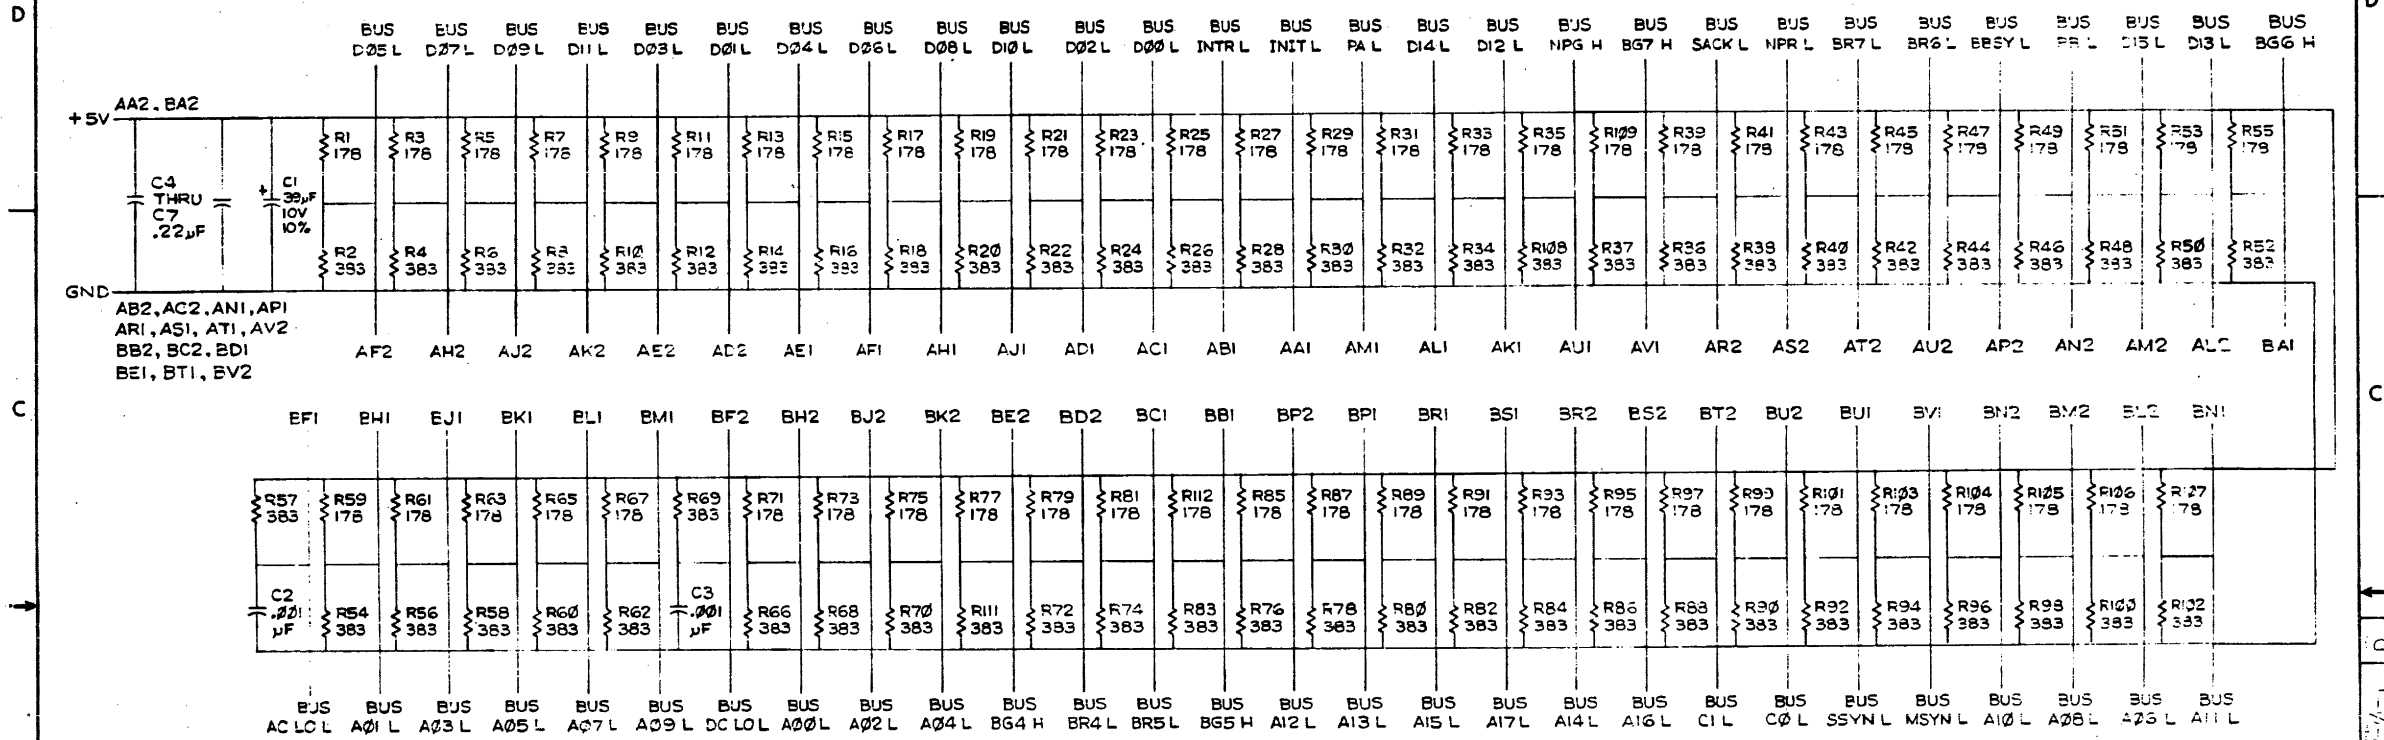 D
BUS BUS BUS BUS BUS BUS BUS BUS BUS BUS BUS BUS BUS BUS BUS BUS BUS BUS BUS BUS BUS BUS BUS BUS BUS BUS BUS BUS
DØ5 L DØ7 L DØ9 L D11 L DØ3 L DØ1 L DØ4 L DØ6 L DØ8 L D1Ø L DØ2 L DØØ L INTR L INIT L PA L D14 L D12 L NPG H BG7 H SACK L NPR L BR7 L BR6 L BBSY L PB L D15 L D13 L BG6 H
AA2, BA2
+5V
R1 R3 R5 R7 R9 R11 R13 R15 R17 R19 R21 R23 R25 R27 R29 R31 R33 R35 R1Ø9 R39 R41 R43 R45 R47 R49 R51 R53 R55
178 178 178 178 178 178 178 178 178 178 178 178 178 178 178 178 178 178 178 178 178 178 178 178 178 178 178 178
C4
THRU
C7
.22µF
+
C1
39µF
10V
10%
R2 R4 R6 R8 R1Ø R12 R14 R16 R18 R2Ø R22 R24 R26 R28 R3Ø R32 R34 R1Ø8 R37 R36 R38 R4Ø R42 R44 R46 R48 R5Ø R52
383 383 383 383 383 383 383 383 383 383 383 383 383 383 383 383 383 383 383 383 383 383 383 383 383 383 383 383
GND
AB2, AC2, AN1, AP1
AR1, AS1, AT1, AV2
BB2, BC2, BD1
BE1, BT1, BV2
AF2 AH2 AJ2 AK2 AE2 AD2 AE1 AF1 AH1 AJ1 AD1 AC1 AB1 AA1 AM1 AL1 AK1 AU1 AV1 AR2 AS2 AT2 AU2 AP2 AN2 AM2 AL2 BA1
C
C
BF1 BH1 BJ1 BK1 BL1 BM1 BF2 BH2 BJ2 BK2 BE2 BD2 BC1 BB1 BP2 BP1 BR1 BS1 BR2 BS2 BT2 BU2 BU1 BV1 BN2 BM2 BL2 BN1
R57 R59 R61 R63 R65 R67 R69 R71 R73 R75 R77 R79 R81 R112 R85 R87 R89 R91 R93 R95 R97 R99 R1Ø1 R1Ø3 R1Ø4 R1Ø5 R1Ø6 R1Ø7
383 178 178 178 178 178 383 178 178 178 178 178 178 178 178 178 178 178 178 178 178 178 178 178 178 178 178 178
C2
.ØØ1
µF
C3
.ØØ1
µF
R54 R56 R58 R6Ø R62 R66 R68 R7Ø R111 R72 R74 R83 R76 R78 R8Ø R82 R84 R86 R88 R9Ø R92 R94 R96 R98 R1ØØ R1Ø2
383 383 383 383 383 383 383 383 383 383 383 383 383 383 383 383 383 383 383 383 383 383 383 383 383 383
BUS BUS BUS BUS BUS BUS BUS BUS BUS BUS BUS BUS BUS BUS BUS BUS BUS BUS BUS BUS BUS BUS BUS BUS BUS BUS BUS BUS
AC LO L AØ1 L AØ3 L AØ5 L AØ7 L AØ9 L DC LO L AØØ L AØ2 L AØ4 L BG4 H BR4 L BR5 L BG5 H A12 L A13 L A15 L A17 L A14 L A16 L C1 L CØ L SSYN L MSYN L A1Ø L AØ8 L AØ6 L A11 L